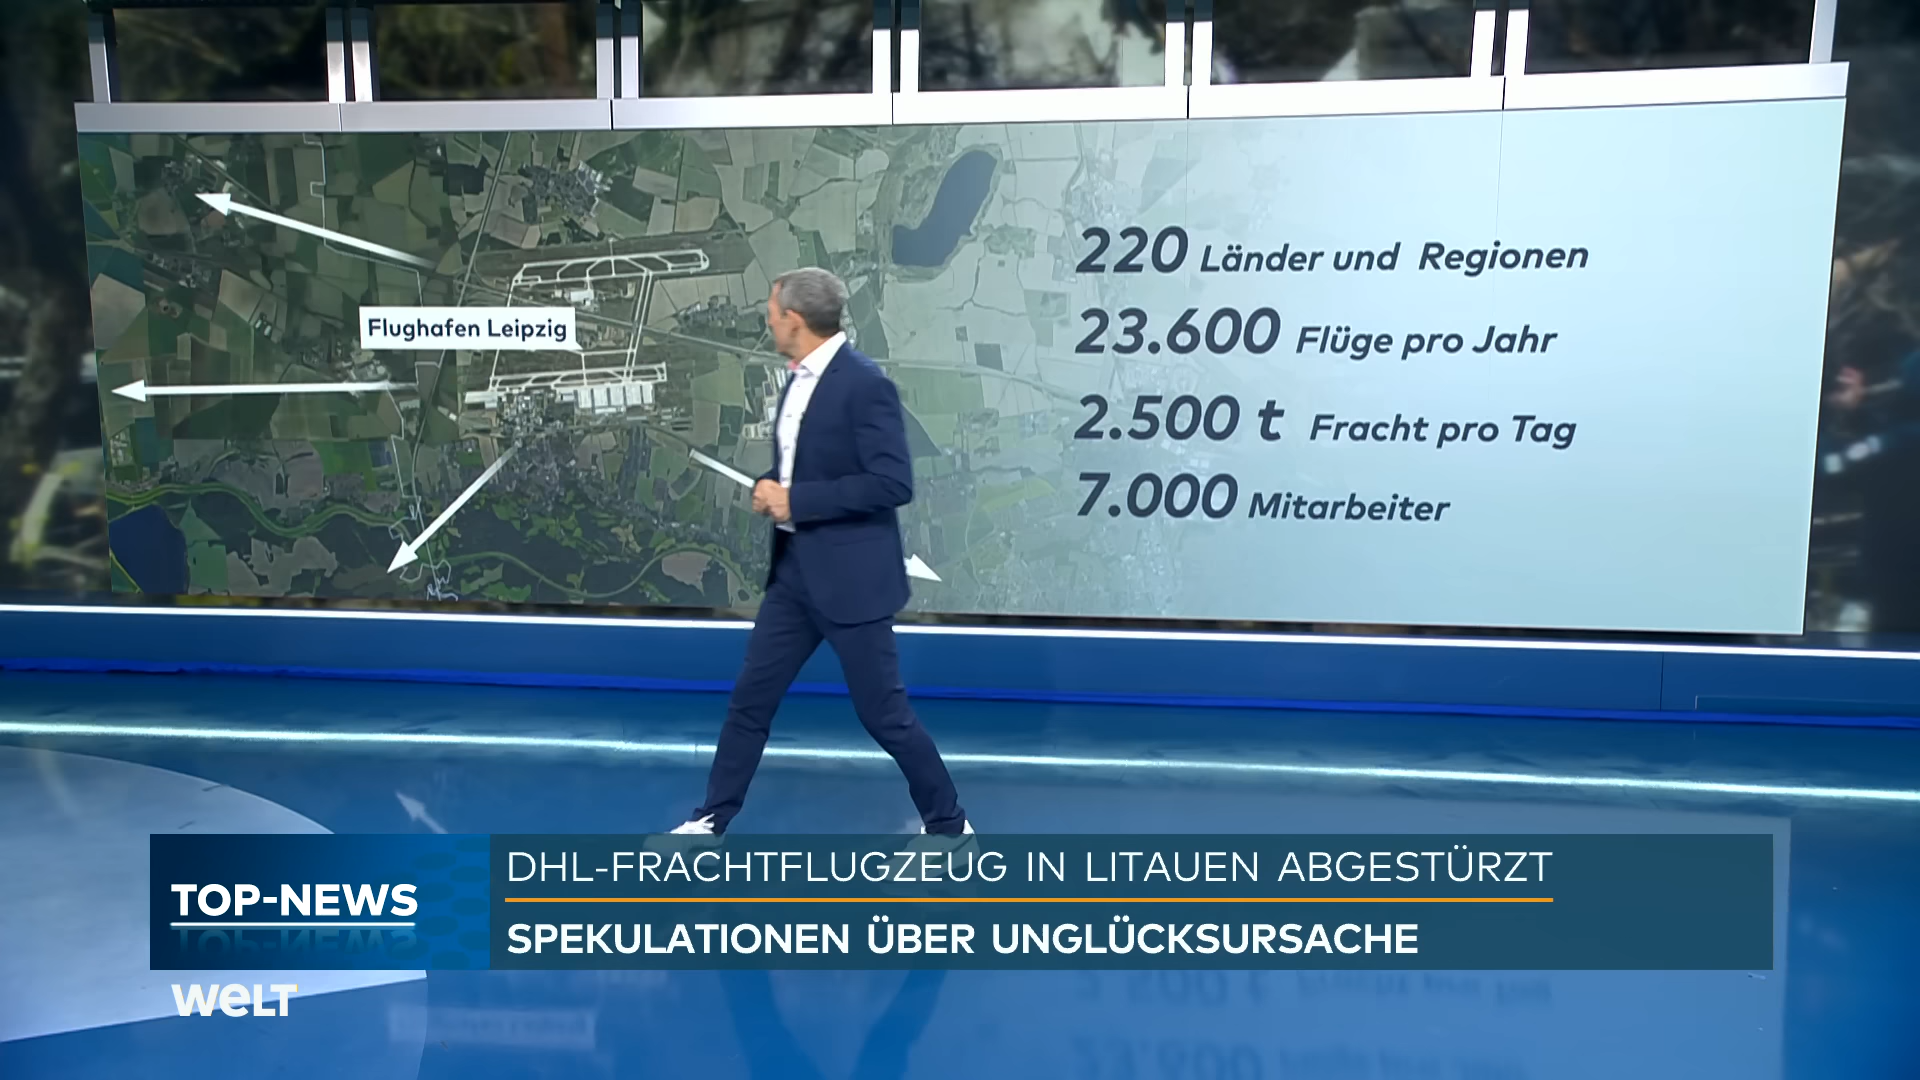 Flughafen Leipzig
220 Länder und Regionen
23.600 Flüge pro Jahr
2.500 t Fracht pro Tag
7.000 Mitarbeiter
TOP-NEWS
DHL-FRACHTFLUGZEUG IN LITAUEN ABGESTÜRZT
SPEKULATIONEN ÜBER UNGLÜCKSURSACHE
WELT